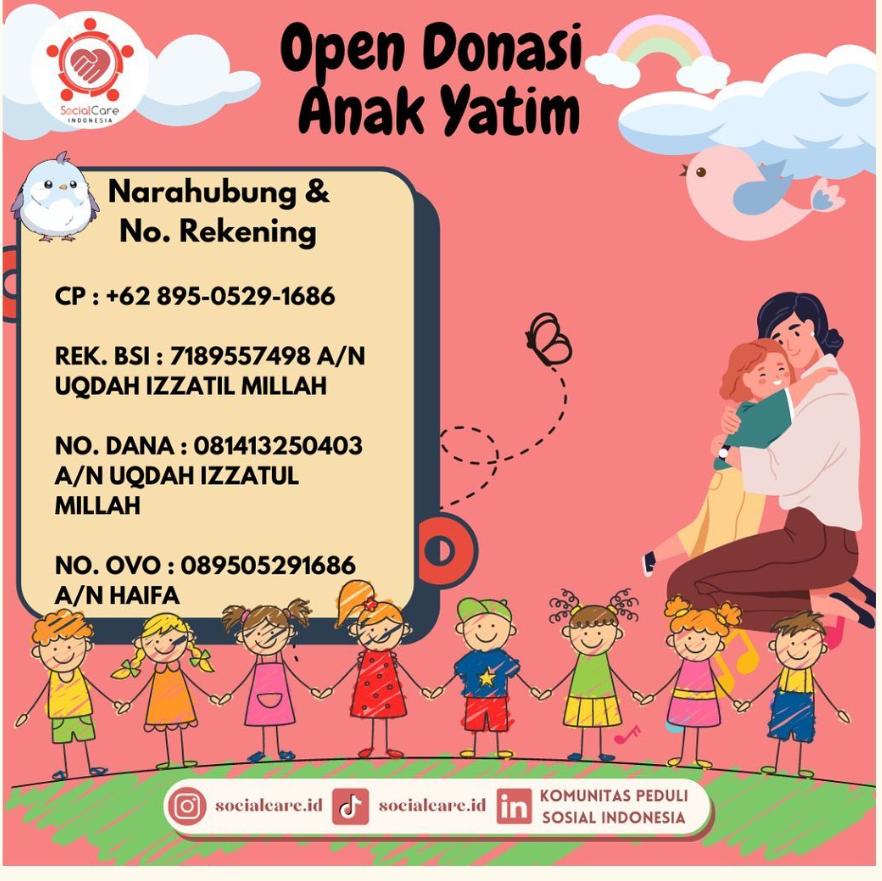 SocialCare
INDONESIA
Open Donasi
Anak Yatim
Narahubung &
No. Rekening
CP : +62 895-0529-1686
REK. BSI : 7189557498 A/N
UQDAH IZZATIL MILLAH
NO. DANA : 081413250403
A/N UQDAH IZZATUL
MILLAH
NO. OVO : 089505291686
A/N HAIFA
socialcare.id
socialcare.id
in
KOMUNITAS PEDULI
SOSIAL INDONESIA